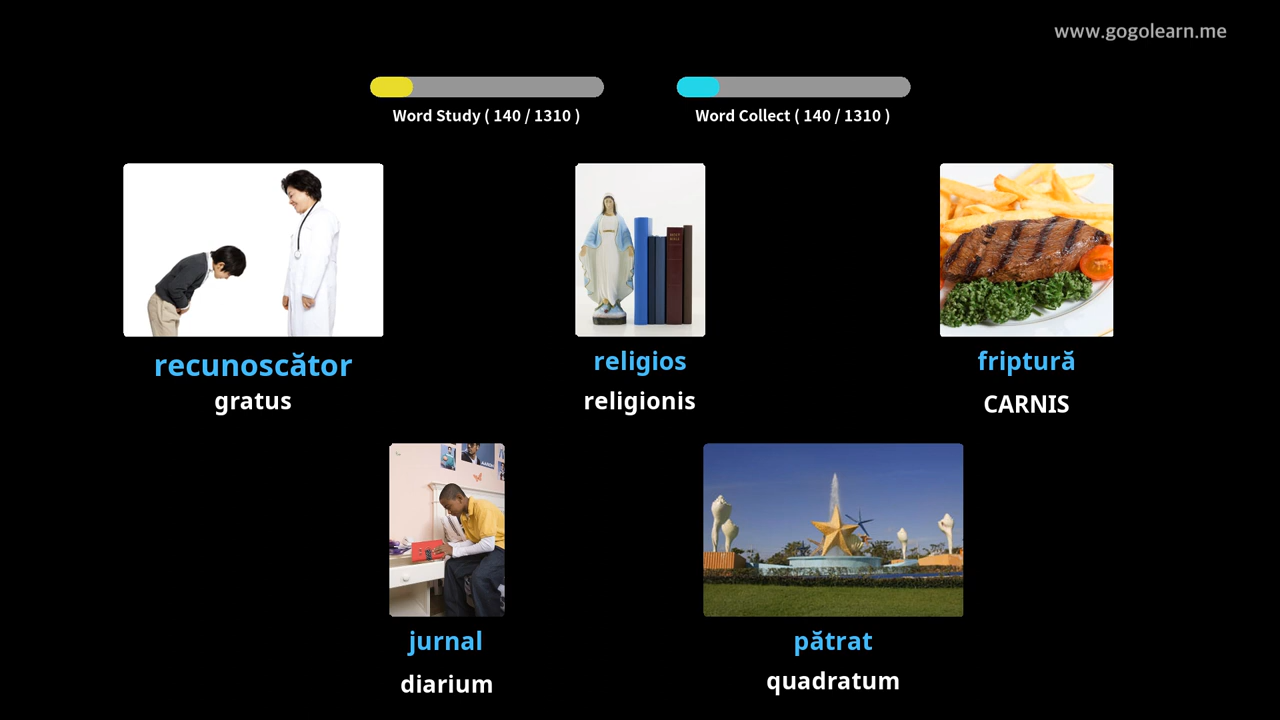 www.gogolearn.me
Word Study ( 140 / 1310 )
Word Collect ( 140 / 1310 )
recunoscător
gratus
religios
religionis
friptură
CARNIS
jurnal
diarium
pătrat
quadratum